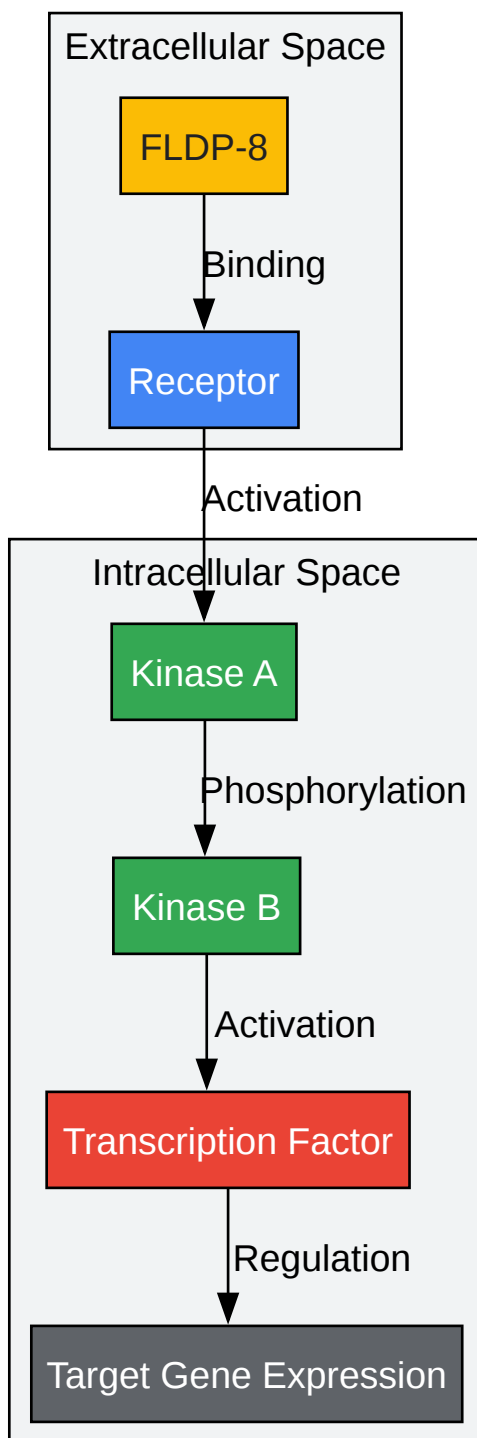 Extracellular Space
FLDP-8
Binding
Receptor
Activation
Intracellular Space
Kinase A
Phosphorylation
Kinase B
Activation
Transcription Factor
Regulation
Target Gene Expression